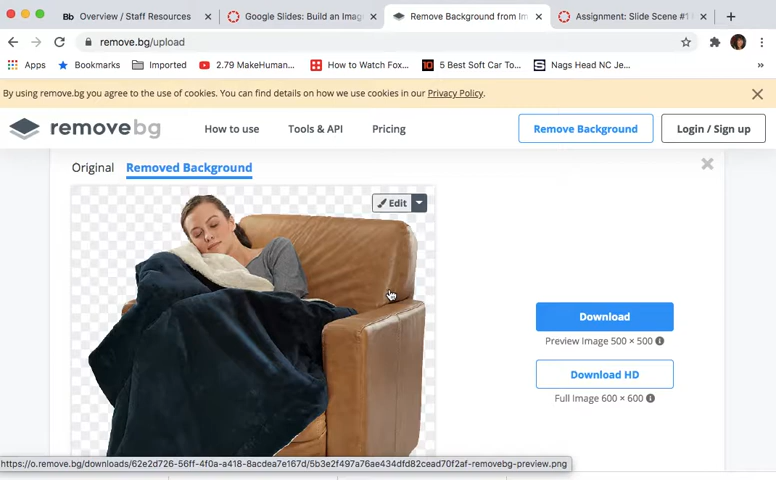 Bb Overview / Staff Resources
Google Slides: Build an Imag
Remove Background from Im
Assignment: Slide Scene #1
remove.bg/upload
Apps
Bookmarks
Imported
2.79 MakeHuman...
How to Watch Fox...
10 5 Best Soft Car To...
Nags Head NC Je...
»
By using remove.bg you agree to the use of cookies. You can find details on how we use cookies in our Privacy Policy.
removebg
How to use
Tools & API
Pricing
Remove Background
Login / Sign up
Original
Removed Background
Edit
Download
Preview Image 500 × 500
Download HD
Full Image 600 × 600
https://o.remove.bg/downloads/62e2d726-56ff-4f0a-a418-8acdea7e167d/5b3e2f497a76ae434dfd82cead70f2af-removebg-preview.png